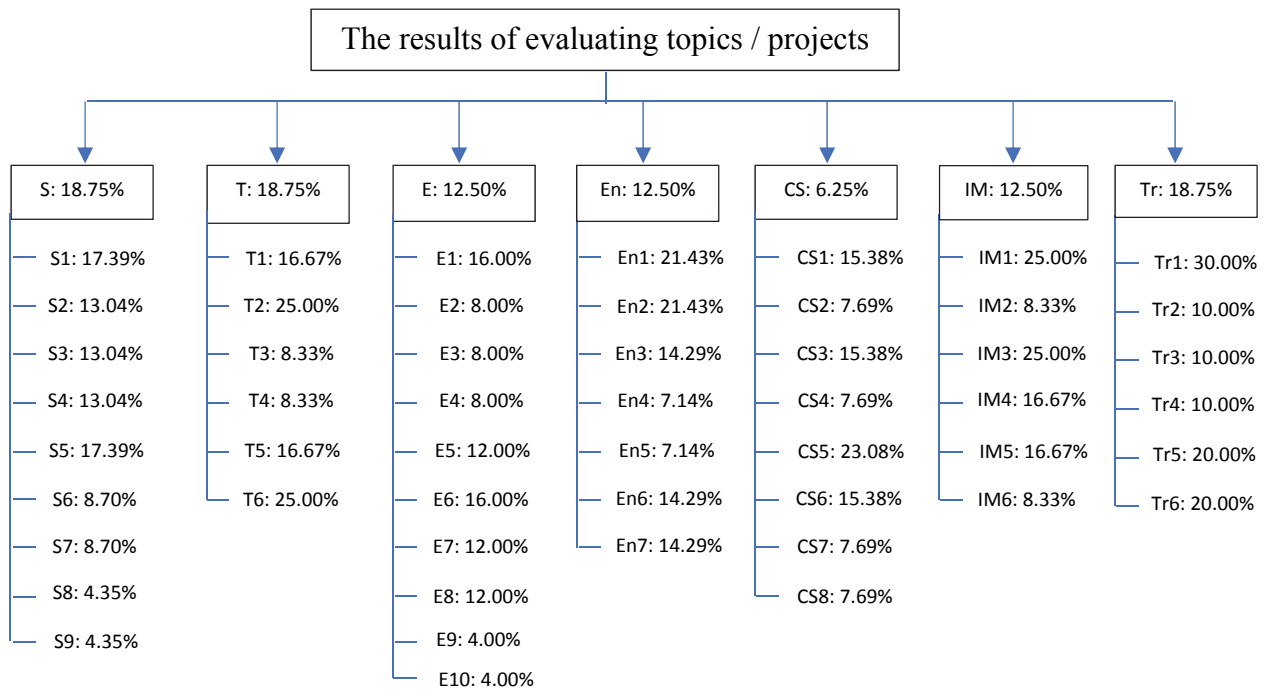 The results of evaluating topics / projects
S: 18.75%
S1: 17.39%
S2: 13.04%
S3: 13.04%
S4: 13.04%
S5: 17.39%
S6: 8.70%
S7: 8.70%
S8: 4.35%
S9: 4.35%
T: 18.75%
T1: 16.67%
T2: 25.00%
T3: 8.33%
T4: 8.33%
T5: 16.67%
T6: 25.00%
E: 12.50%
E1: 16.00%
E2: 8.00%
E3: 8.00%
E4: 8.00%
E5: 12.00%
E6: 16.00%
E7: 12.00%
E8: 12.00%
E9: 4.00%
E10: 4.00%
En: 12.50%
En1: 21.43%
En2: 21.43%
En3: 14.29%
En4: 7.14%
En5: 7.14%
En6: 14.29%
En7: 14.29%
CS: 6.25%
CS1: 15.38%
CS2: 7.69%
CS3: 15.38%
CS4: 7.69%
CS5: 23.08%
CS6: 15.38%
CS7: 7.69%
CS8: 7.69%
IM: 12.50%
IM1: 25.00%
IM2: 8.33%
IM3: 25.00%
IM4: 16.67%
IM5: 16.67%
IM6: 8.33%
Tr: 18.75%
Tr1: 30.00%
Tr2: 10.00%
Tr3: 10.00%
Tr4: 10.00%
Tr5: 20.00%
Tr6: 20.00%